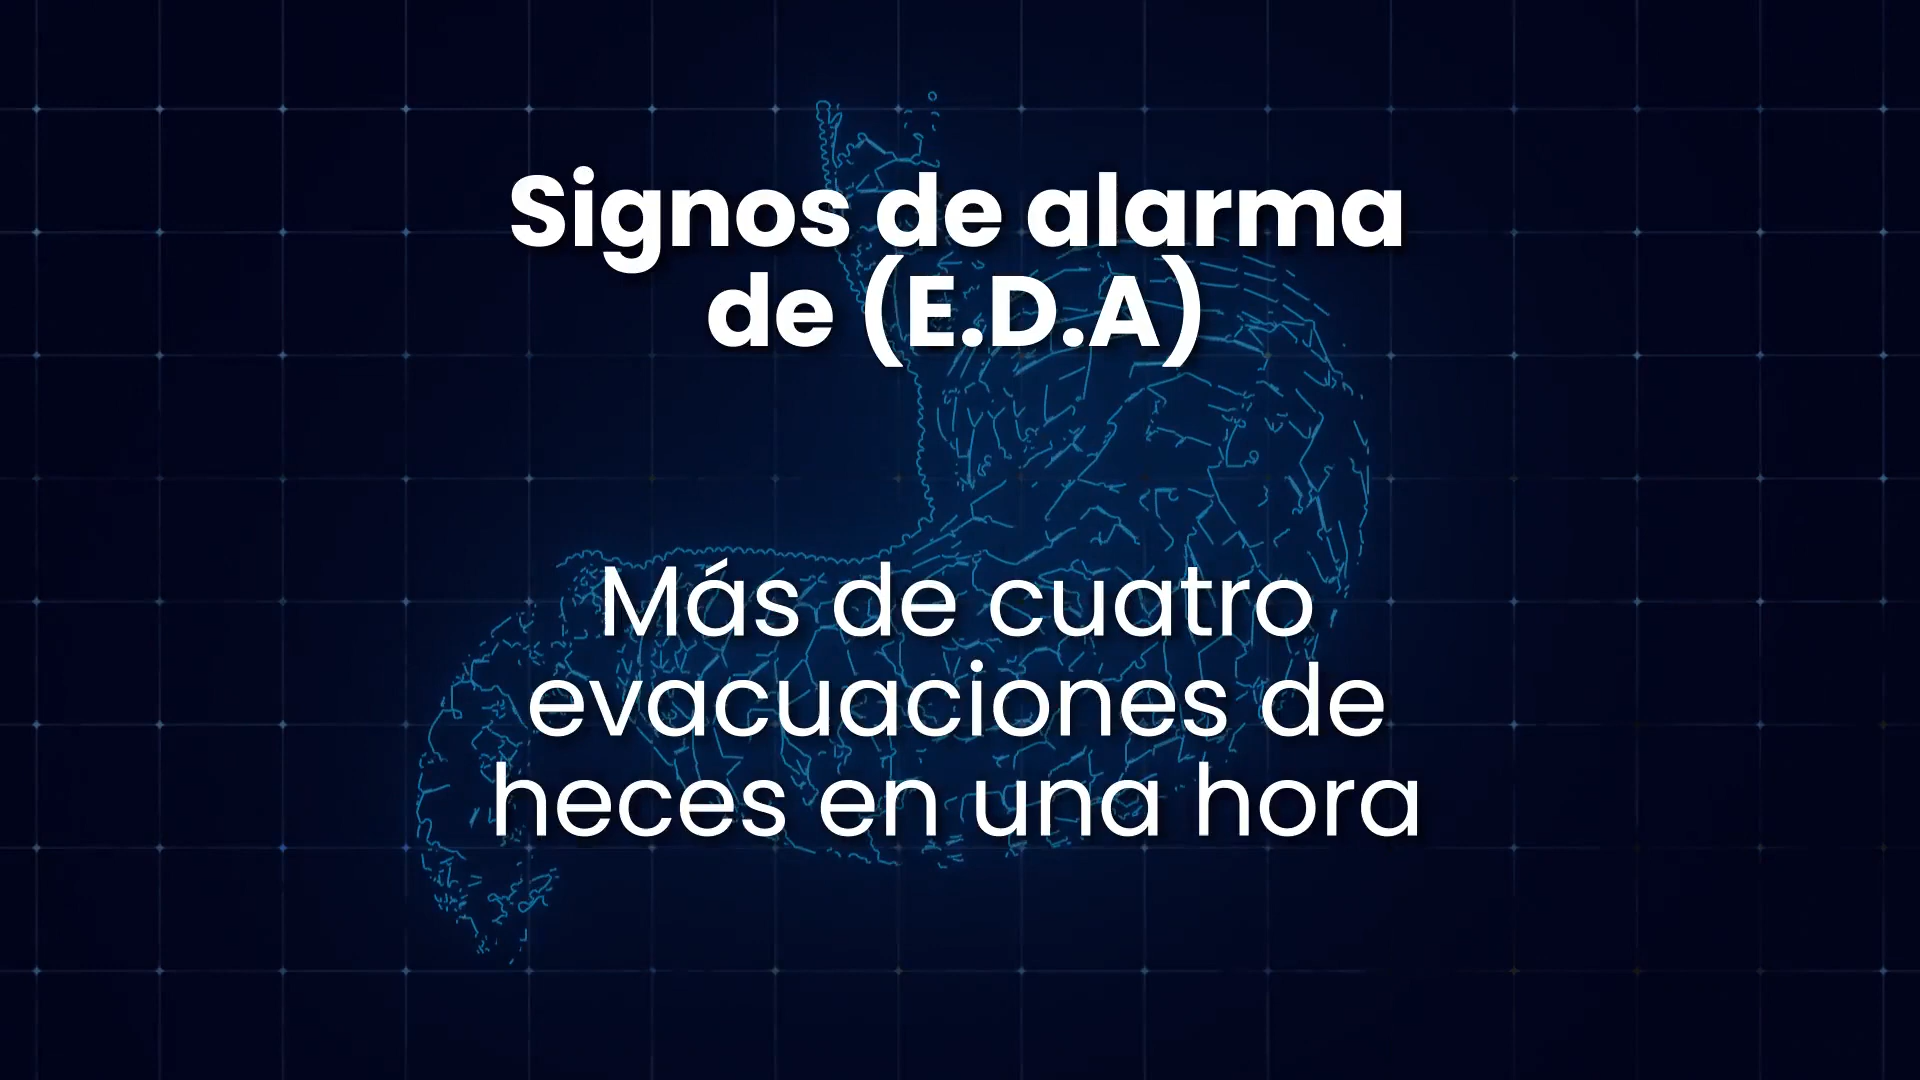 Signos de alarma
de (E.D.A)
Más de cuatro
evacuaciones de
heces en una hora